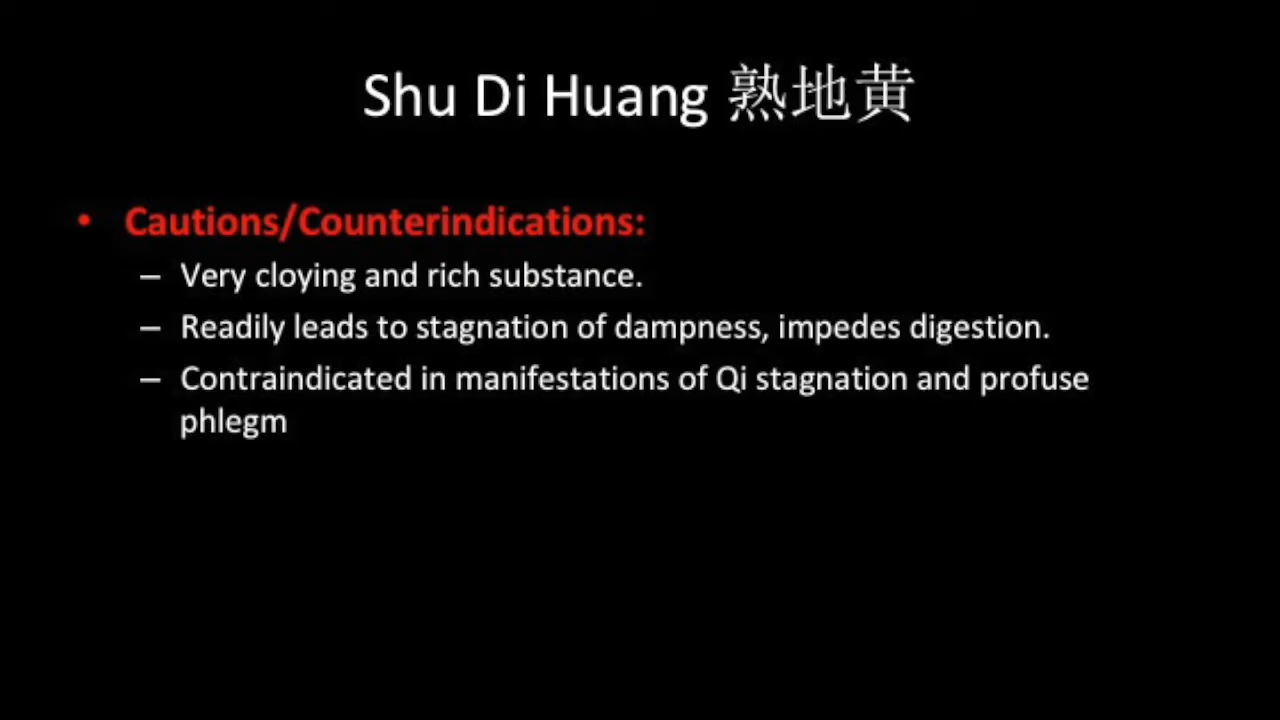 Shu Di Huang 熟地黄
• Cautions/Counterindications:
– Very cloying and rich substance.
– Readily leads to stagnation of dampness, impedes digestion.
– Contraindicated in manifestations of Qi stagnation and profuse
phlegm